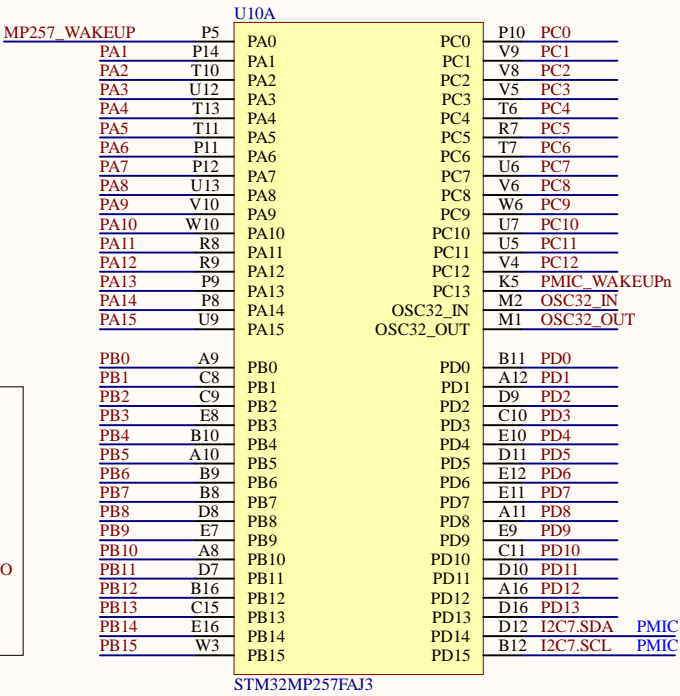 U10A
MP257_WAKEUP P5 PA0 PC0 P10 PC0
PA1 P14 PA1 PC1 V9 PC1
PA2 T10 PA2 PC2 V8 PC2
PA3 U12 PA3 PC3 V5 PC3
PA4 T13 PA4 PC4 T6 PC4
PA5 T11 PA5 PC5 R7 PC5
PA6 P11 PA6 PC6 T7 PC6
PA7 P12 PA7 PC7 U6 PC7
PA8 U13 PA8 PC8 V6 PC8
PA9 V10 PA9 PC9 W6 PC9
PA10 W10 PA10 PC10 U7 PC10
PA11 R8 PA11 PC11 U5 PC11
PA12 R9 PA12 PC12 V4 PC12
PA13 P9 PA13 PC13 K5 PMIC_WAKEUPn
PA14 P8 PA14 OSC32_IN M2 OSC32_IN
PA15 U9 PA15 OSC32_OUT M1 OSC32_OUT
PB0 A9 PB0 PD0 B11 PD0
PB1 C8 PB1 PD1 A12 PD1
PB2 C9 PB2 PD2 D9 PD2
PB3 E8 PB3 PD3 C10 PD3
PB4 B10 PB4 PD4 E10 PD4
PB5 A10 PB5 PD5 D11 PD5
PB6 B9 PB6 PD6 E12 PD6
PB7 B8 PB7 PD7 E11 PD7
PB8 D8 PB8 PD8 A11 PD8
PB9 E7 PB9 PD9 E9 PD9
PB10 A8 PB10 PD10 C11 PD10
O PB11 D7 PB11 PD11 D10 PD11
PB12 B16 PB12 PD12 A16 PD12
PB13 C15 PB13 PD13 D16 PD13
PB14 E16 PB14 PD14 D12 I2C7.SDA PMIC
PB15 W3 PB15 PD15 B12 I2C7.SCL PMIC
STM32MP257FAJ3